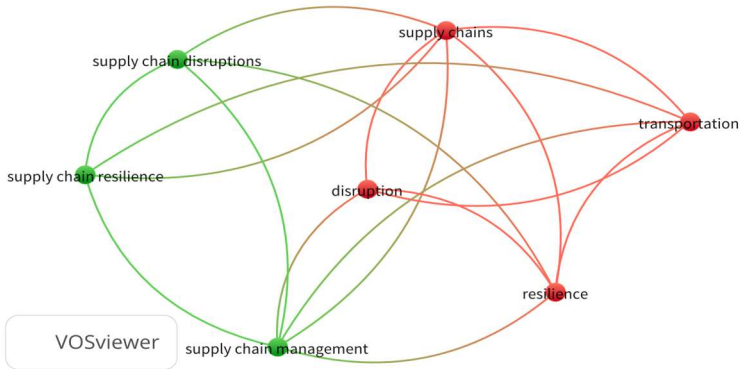 supply chains
supply chain disruptions
transportation
supply chain resilience
disruption
resilience
VOSviewer
supply chain management